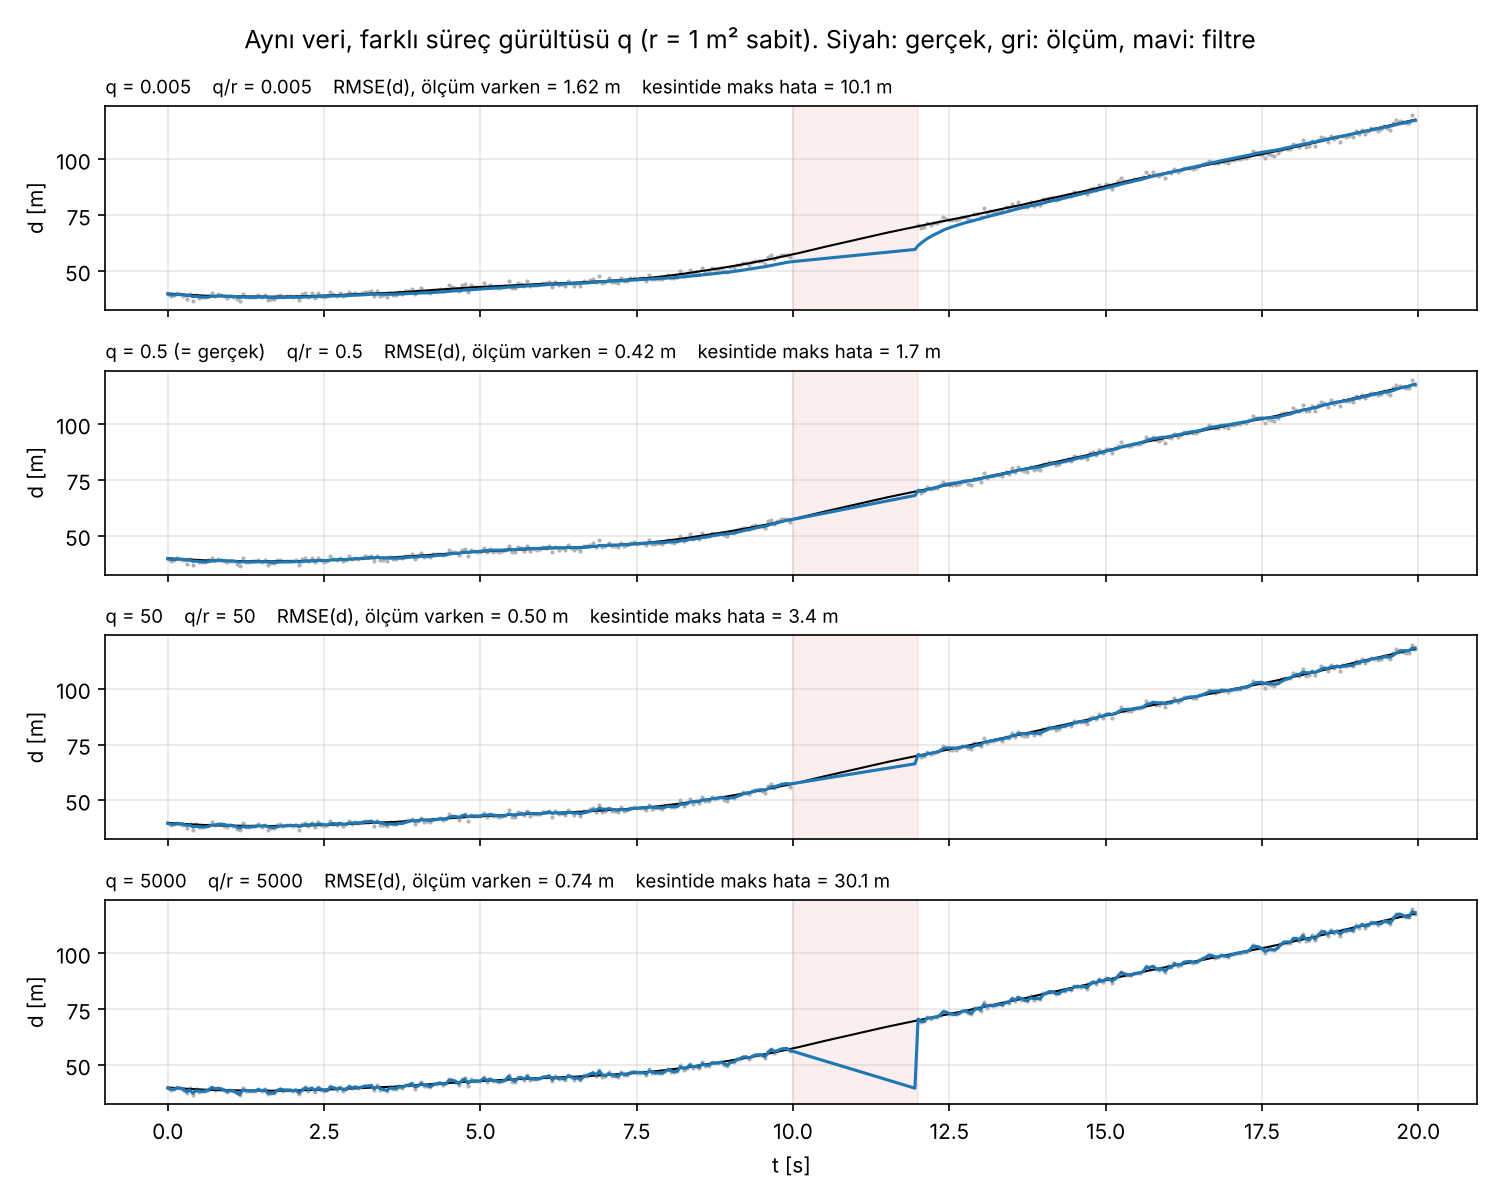 Aynı veri, farklı süreç gürültüsü q (r = 1 m² sabit). Siyah: gerçek, gri: ölçüm, mavi: filtre
q = 0.005    q/r = 0.005    RMSE(d), ölçüm varken = 1.62 m    kesintide maks hata = 10.1 m
100
75
50
d [m]
q = 0.5 (= gerçek)    q/r = 0.5    RMSE(d), ölçüm varken = 0.42 m    kesintide maks hata = 1.7 m
100
75
50
d [m]
q = 50    q/r = 50    RMSE(d), ölçüm varken = 0.50 m    kesintide maks hata = 3.4 m
100
75
50
d [m]
q = 5000    q/r = 5000    RMSE(d), ölçüm varken = 0.74 m    kesintide maks hata = 30.1 m
100
75
50
d [m]
0.0 2.5 5.0 7.5 10.0 12.5 15.0 17.5 20.0
t [s]